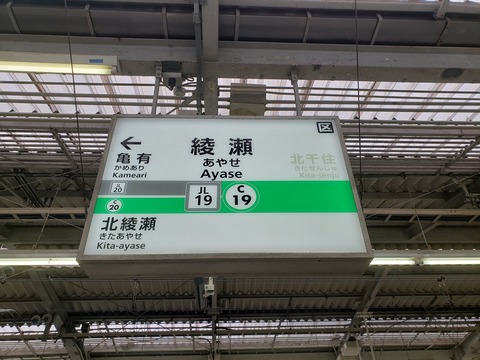 区
綾瀬
あやせ
Ayase
←
亀有
かめあり
Kameari
北千住
きたせんじゅ
Kita-senju
JL
20
JL
19
C
19
C
20
北綾瀬
きたあやせ
Kita-ayase